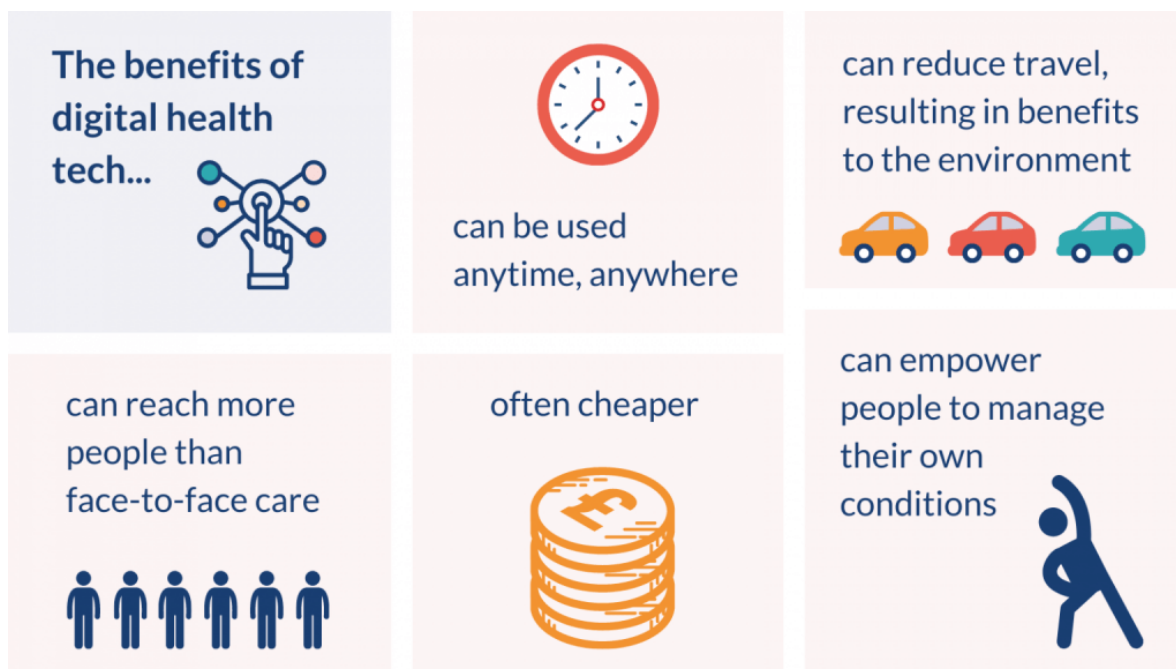 The benefits of
digital health
tech...
can be used
anytime, anywhere
can reduce travel,
resulting in benefits
to the environment
can reach more
people than
face-to-face care
often cheaper
£
can empower
people to manage
their own
conditions